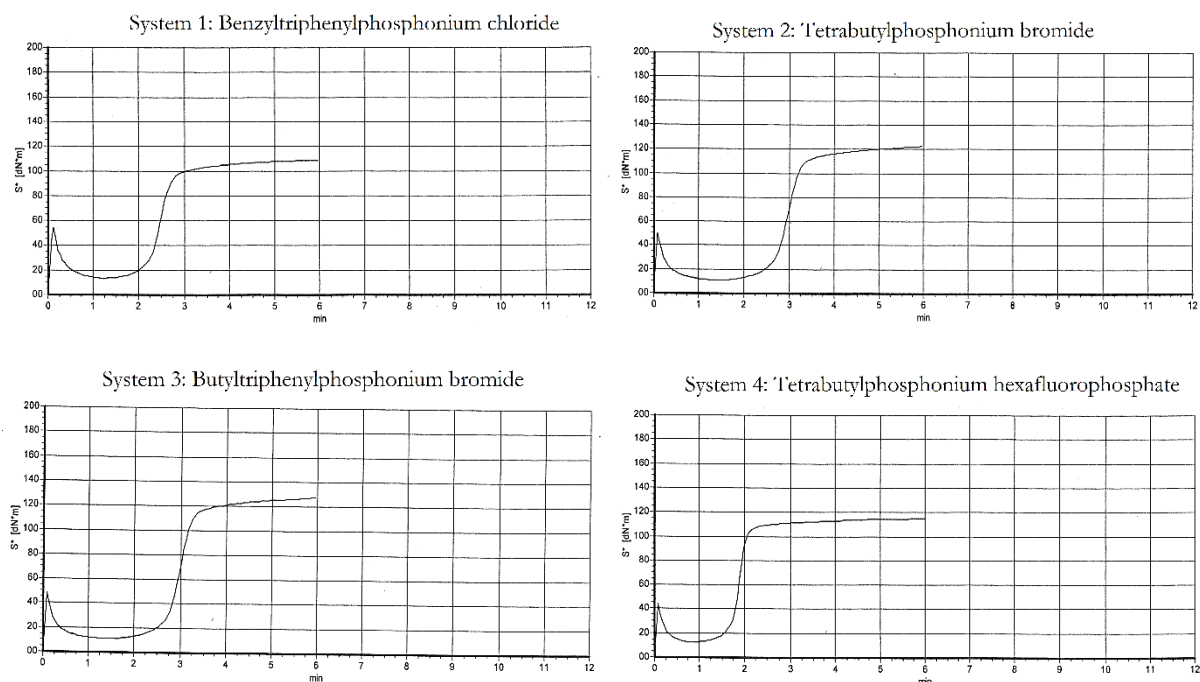 System 1: Benzyltriphenylphosphonium chloride
200
180
160
140
120
100
80
60
40
20
00
S* [dN*m]
0 1 2 3 4 5 6 7 8 9 10 11 12
min
System 2: Tetrabutylphosphonium bromide
200
180
160
140
120
100
80
60
40
20
00
S* [dN*m]
0 1 2 3 4 5 6 7 8 9 10 11 12
min
System 3: Butyltriphenylphosphonium bromide
200
180
160
140
120
100
80
60
40
20
00
S* [dN*m]
0 1 2 3 4 5 6 7 8 9 10 11 12
min
System 4: Tetrabutylphosphonium hexafluorophosphate
200
180
160
140
120
100
80
60
40
20
00
S* [dN*m]
0 1 2 3 4 5 6 7 8 9 10 11 12
min